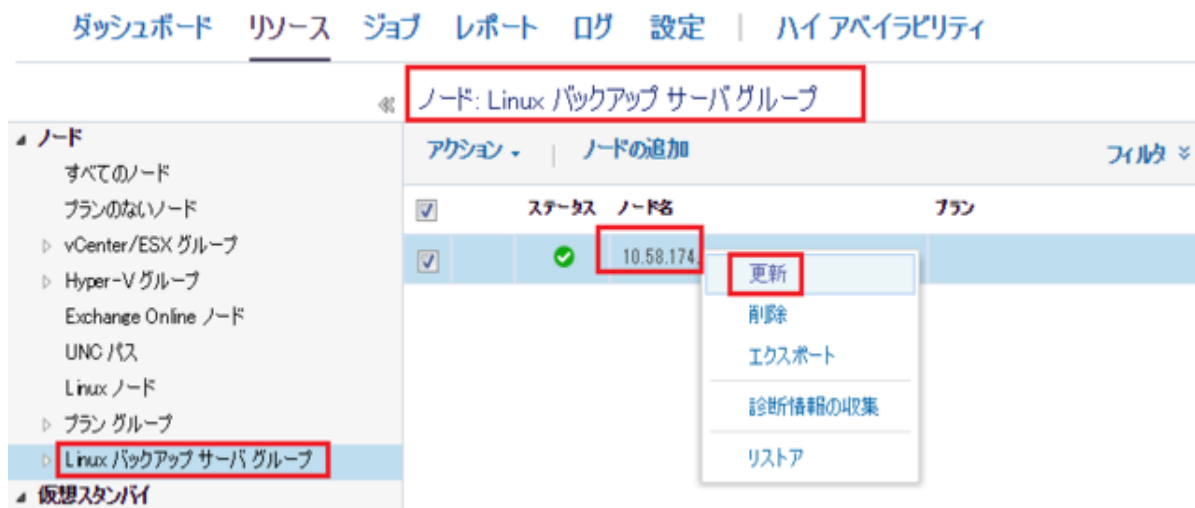 ダッシュボード リソース ジョブ レポート ログ 設定 | ハイ アベイラビリティ
ノード: Linux バックアップ サーバ グループ
ノード
すべてのノード
プランのないノード
vCenter/ESX グループ
Hyper-V グループ
Exchange Online ノード
UNC パス
Linux ノード
プラン グループ
Linux バックアップ サーバ グループ
仮想スタンバイ
アクション | ノードの追加 フィルタ
ステータス ノード名 プラン
10.58.174.
更新
削除
エクスポート
診断情報の収集
リストア